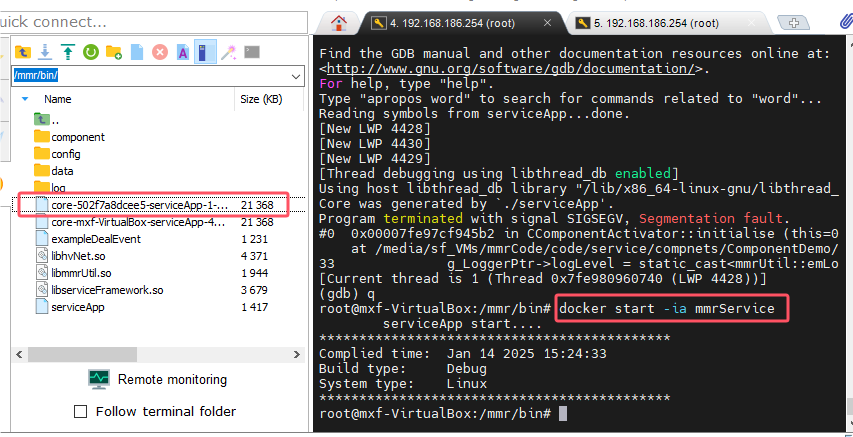 uick connect...
4. 192.168.186.254 (root)
5. 192.168.186.254 (root)
/mmr/bin/
Name
Size (KB)
..
component
config
data
log
core-502f7a8dcee5-serviceApp-1-...
21 368
core-mxf-VirtualBox-serviceApp-4...
21 368
exampleDealEvent
1 231
libhvNet.so
4 371
libmmrUtil.so
1 944
libserviceFramework.so
3 679
serviceApp
1 417
Remote monitoring
Follow terminal folder
Find the GDB manual and other documentation resources online at:
<http://www.gnu.org/software/gdb/documentation/>.
For help, type "help".
Type "apropos word" to search for commands related to "word"...
Reading symbols from serviceApp...done.
[New LWP 4428]
[New LWP 4430]
[New LWP 4429]
[Thread debugging using libthread_db enabled]
Using host libthread_db library "/lib/x86_64-linux-gnu/libthread_
Core was generated by `./serviceApp'.
Program terminated with signal SIGSEGV, Segmentation fault.
#0  0x00007fe97cf945b2 in CComponentActivator::initialise (this=0
at /media/sf_VMs/mmrCode/code/service/compnets/ComponentDemo/
33 g_LoggerPtr->logLevel = static_cast<mmrUtil::emLo
[Current thread is 1 (Thread 0x7fe980960740 (LWP 4428))]
(gdb) q
root@mxf-VirtualBox:/mmr/bin# docker start -ia mmrService
serviceApp start....
*******************************************
Complied time:  Jan 14 2025 15:24:33
Build type:     Debug
System type:    Linux
*******************************************
root@mxf-VirtualBox:/mmr/bin#